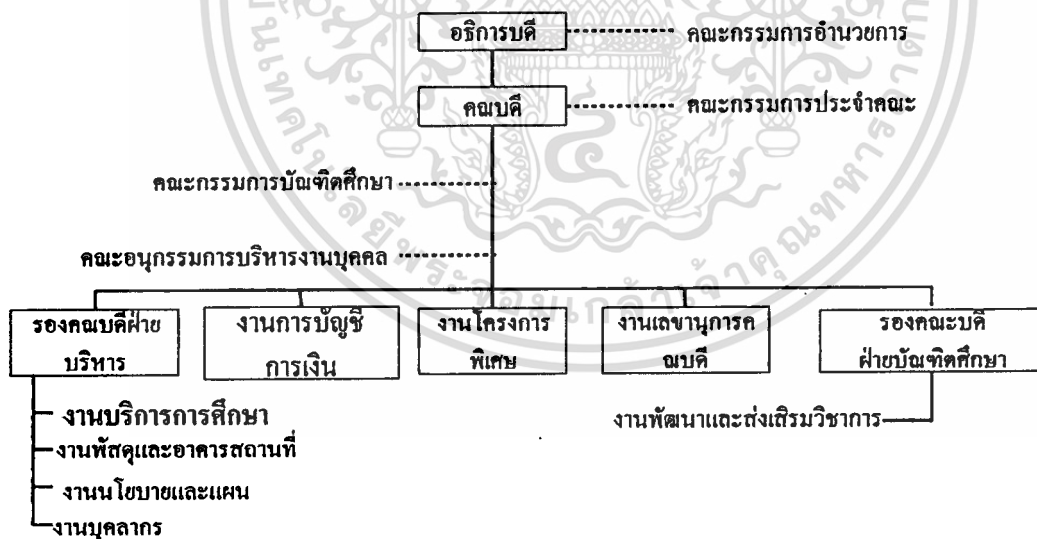 อธิการบดี
คณะกรรมการอำนวยการ
คณบดี
คณะกรรมการประจำคณะ
คณะกรรมการบัณฑิตศึกษา
คณะอนุกรรมการบริหารงานบุคคล
รองคณบดีฝ่าย
บริหาร
งานการบัญชี
การเงิน
งานโครงการ
พิเศษ
งานเลขานุการค
ณบดี
รองคณะบดี
ฝ่ายบัณฑิตศึกษา
งานบริการการศึกษา
งานพัสดุและอาคารสถานที่
งานนโยบายและแผน
งานบุคลากร
งานพัฒนาและส่งเสริมวิชาการ